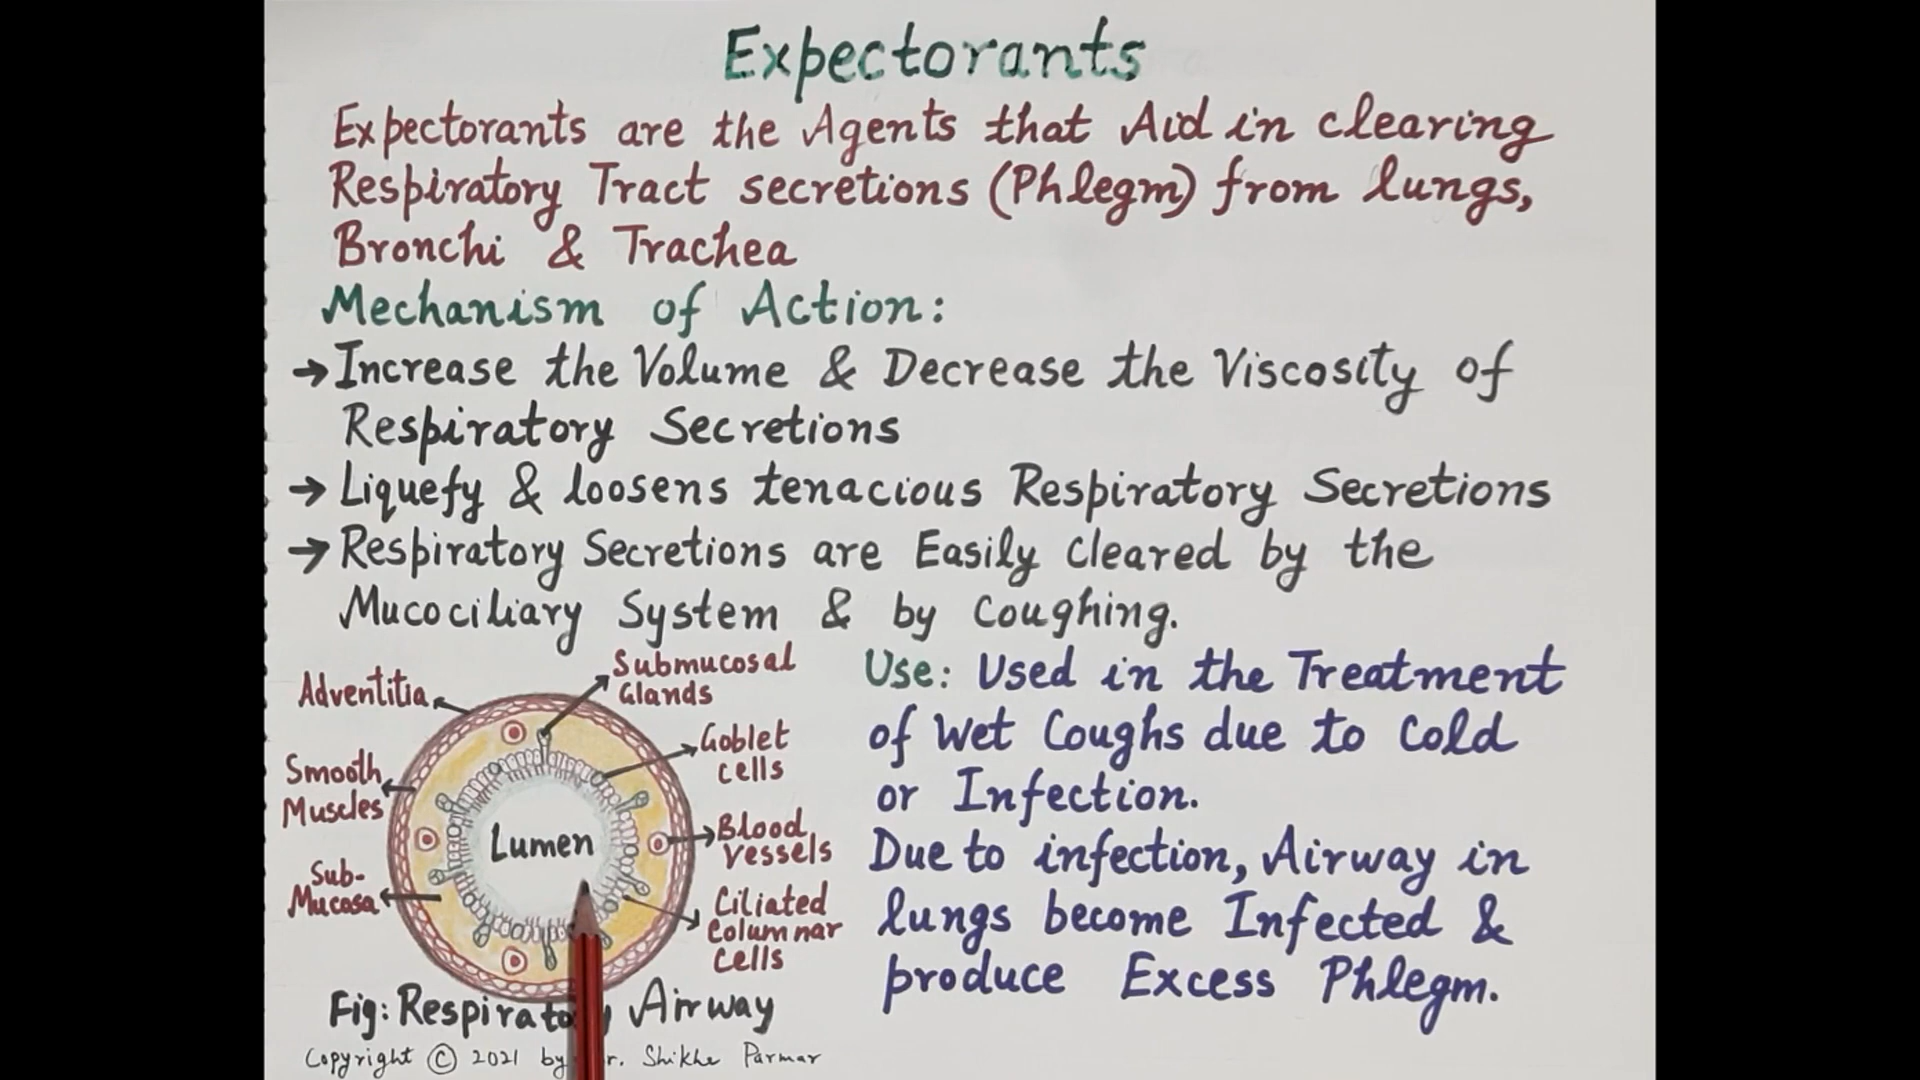 Expectorants
Expectorants are the Agents that Aid in clearing
Respiratory Tract secretions (Phlegm) from lungs,
Bronchi & Trachea
Mechanism of Action:
→ Increase the Volume & Decrease the Viscosity of
Respiratory Secretions
→ Liquefy & loosens tenacious Respiratory Secretions
→ Respiratory Secretions are Easily Cleared by the
Mucociliary System & by Coughing.
Adventitia
Submucosal
Glands
Goblet
cells
Smooth
Muscles
Lumen
Blood
vessels
Sub-
Mucosa
Ciliated
Columnar
cells
Fig: Respiratory Airway
Copyright © 2021 by Shikha Parmar
Use: Used in the Treatment
of Wet Coughs due to Cold
or Infection.
Due to infection, Airway in
lungs become Infected &
produce Excess Phlegm.